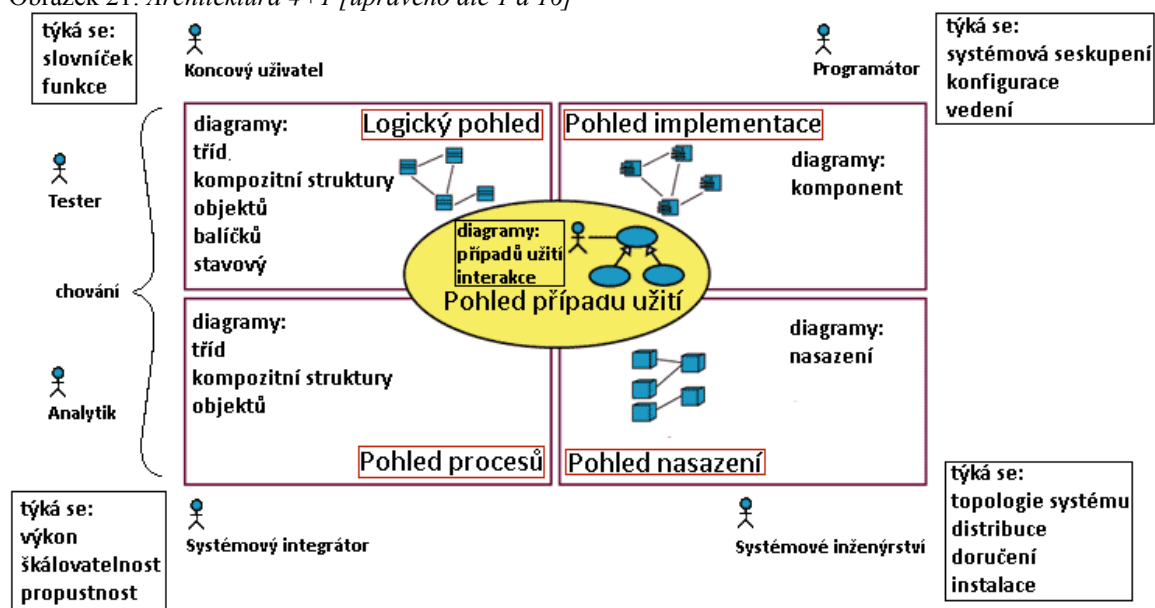 Obrázek 21: Architektura 4+1 [upraveno dle 1 a 10]
týká se:
slovníček
funkce
Koncový uživatel
Programátor
týká se:
systémová seskupení
konfigurace
vedení
diagramy:
tříd
kompozitní struktury
objektů
balíčků
stavový
Logický pohled
Pohled implementace
diagramy:
komponent
Tester
chování
Analytik
diagramy:
případů užití
interakce
Pohled případu užití
diagramy:
tříd
kompozitní struktury
objektů
Pohled procesů
diagramy:
nasazení
Pohled nasazení
týká se:
výkon
škálovatelnost
propustnost
Systémový integrátor
Systémové inženýrství
týká se:
topologie systému
distribuce
doručení
instalace